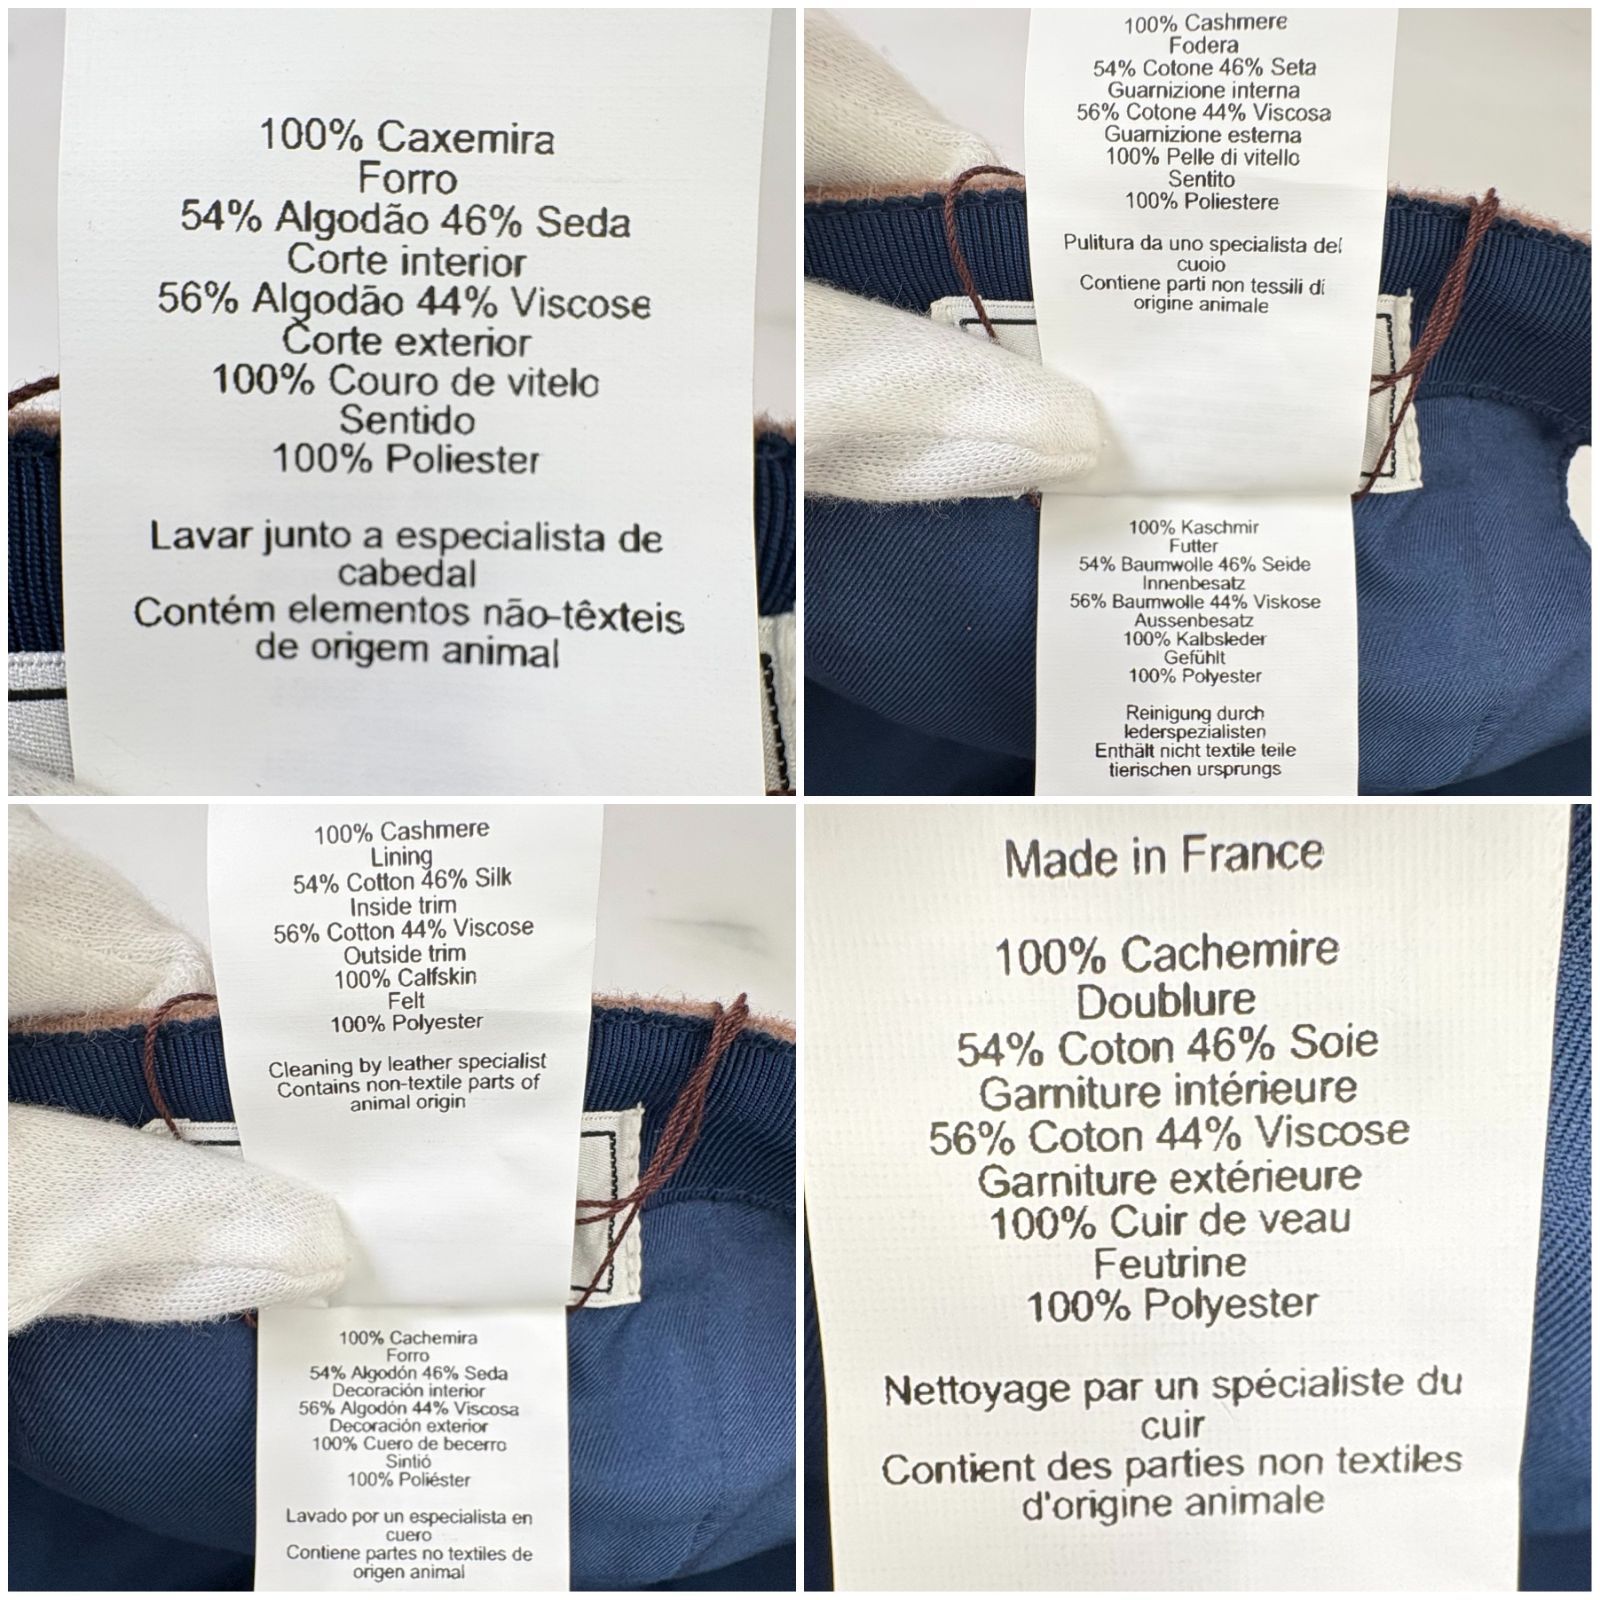 100% Caxemira
Forro
54% Algodão 46% Seda
Corte interior
56% Algodão 44% Viscose
Corte exterior
100% Couro de vitelo
Sentido
100% Poliester
Lavar junto a especialista de
cabedal
Contém elementos não-têxteis
de origem animal
100% Cashmere
Fodera
54% Cotone 46% Seta
Guarnizione interna
56% Cotone 44% Viscosa
Guarnizione esterna
100% Pelle di vitello
Sentito
100% Poliestere
Pulitura da uno specialista del
cuoio
Contiene parti non tessili di
origine animale
100% Kaschmir
Futter
54% Baumwolle 46% Seide
Innenbesatz
56% Baumwolle 44% Viskose
Aussenbesatz
100% Kalbsleder
Gefühlt
100% Polyester
Reinigung durch
lederspezialisten
Enthält nicht textile teile
tierischen ursprungs
100% Cashmere
Lining
54% Cotton 46% Silk
Inside trim
56% Cotton 44% Viscose
Outside trim
100% Calfskin
Felt
100% Polyester
Cleaning by leather specialist
Contains non-textile parts of
animal origin
100% Cachemira
Forro
54% Algodón 46% Seda
Decoración interior
56% Algodón 44% Viscosa
Decoración exterior
100% Cuero de becerro
Sintió
100% Poliéster
Lavado por un especialista en
cuero
Contiene partes no textiles de
origen animal
Made in France
100% Cachemire
Doublure
54% Coton 46% Soie
Garniture intérieure
56% Coton 44% Viscose
Garniture extérieure
100% Cuir de veau
Feutrine
100% Polyester
Nettoyage par un spécialiste du
cuir
Contient des parties non textiles
d'origine animale